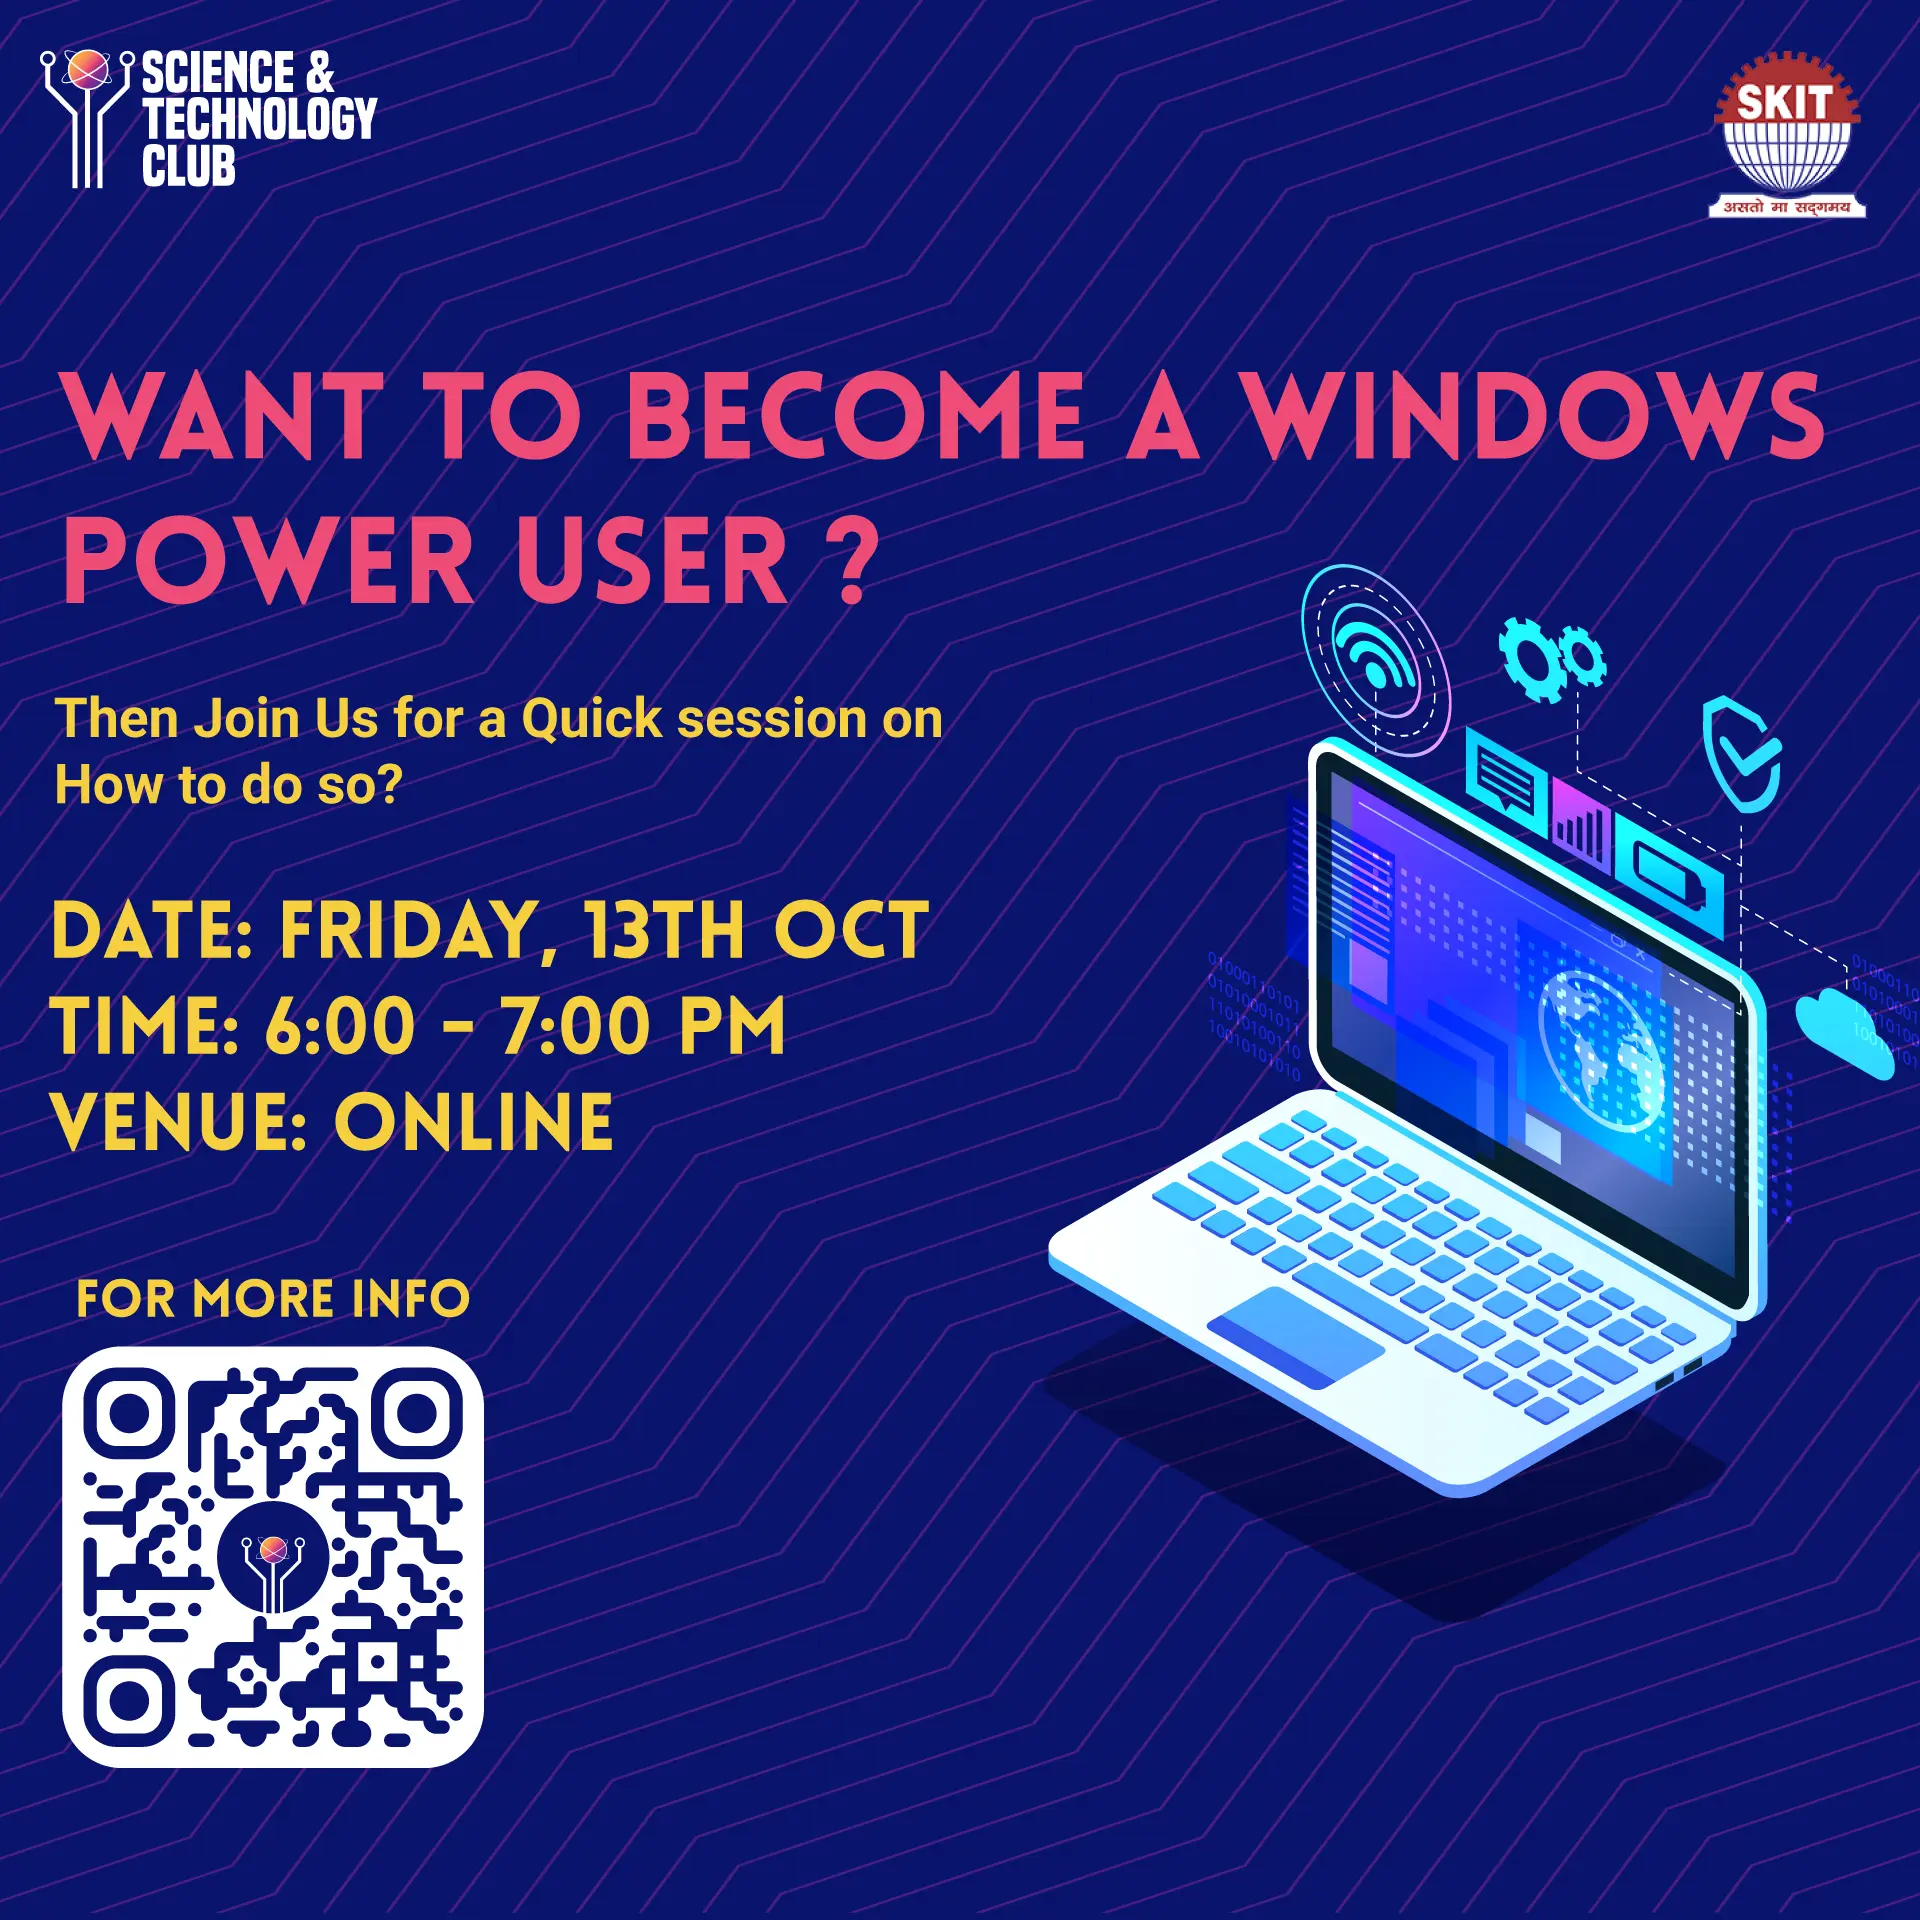 SCIENCE &
TECHNOLOGY
CLUB
SKIT
असतो मा सद्गमय
WANT TO BECOME A WINDOWS
POWER USER ?
Then Join Us for a Quick session on
How to do so?
DATE: FRIDAY, 13TH OCT
TIME: 6:00 - 7:00 PM
VENUE: ONLINE
FOR MORE INFO